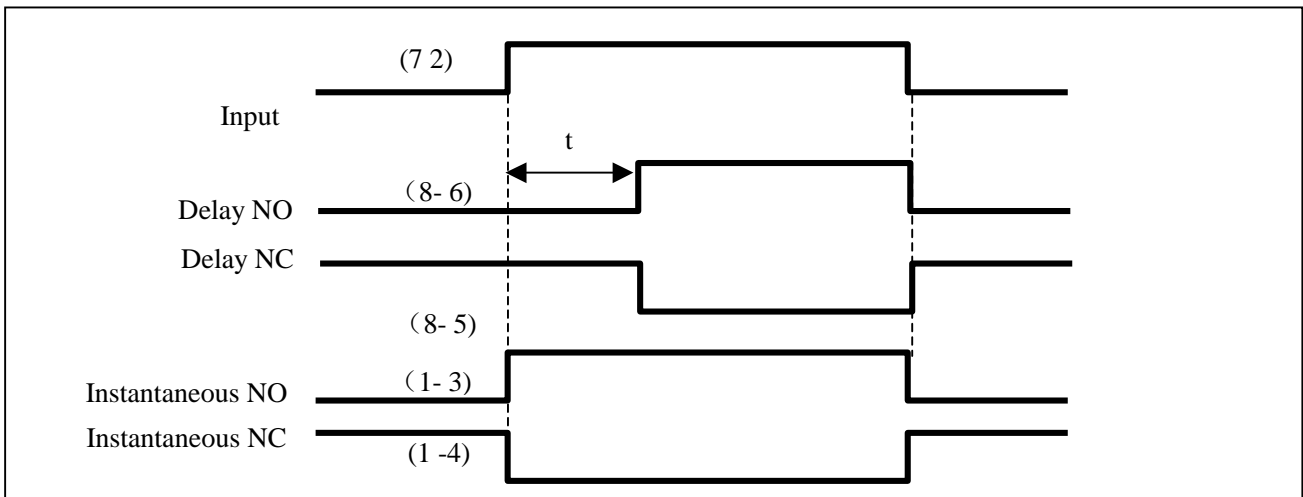 (7 2)
Input
t
（8- 6)
Delay NO
Delay NC
（8- 5)
（1- 3)
Instantaneous NO
Instantaneous NC
(1 -4)